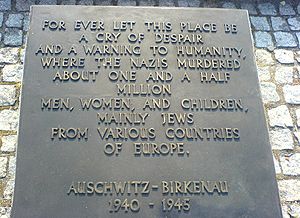 FOR EVER LET THIS PLACE BE
A CRY OF DESPAIR
AND A WARNING TO HUMANITY,
WHERE THE NAZIS MURDERED
ABOUT ONE AND A HALF
MILLION
MEN, WOMEN, AND CHILDREN,
MAINLY JEWS
FROM VARIOUS COUNTRIES
OF EUROPE.
AUSCHWITZ-BIRKENAU
1940 - 1945